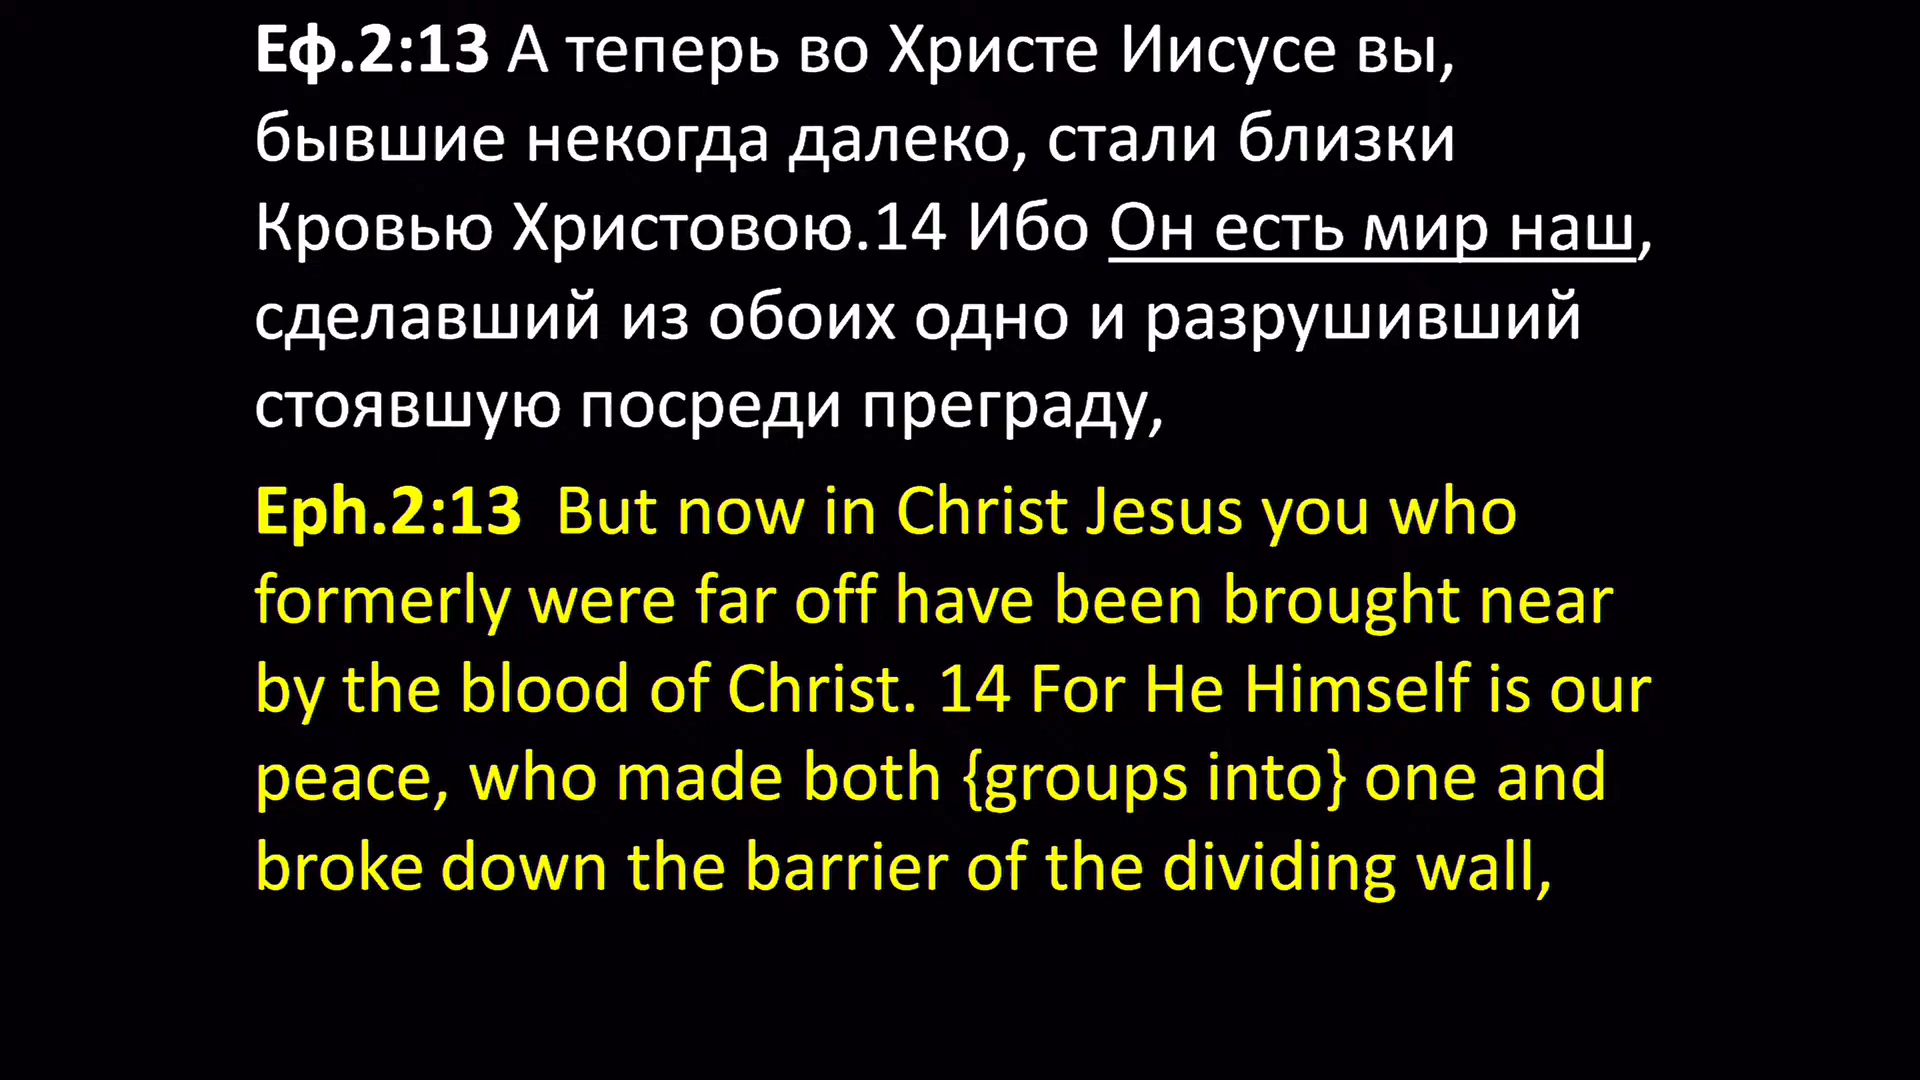 Еф.2:13 А теперь во Христе Иисусе вы,
бывшие некогда далеко, стали близки
Кровью Христовою.14 Ибо Он есть мир наш,
сделавший из обоих одно и разрушивший
стоявшую посреди преграду,
Eph.2:13  But now in Christ Jesus you who
formerly were far off have been brought near
by the blood of Christ. 14 For He Himself is our
peace, who made both {groups into} one and
broke down the barrier of the dividing wall,